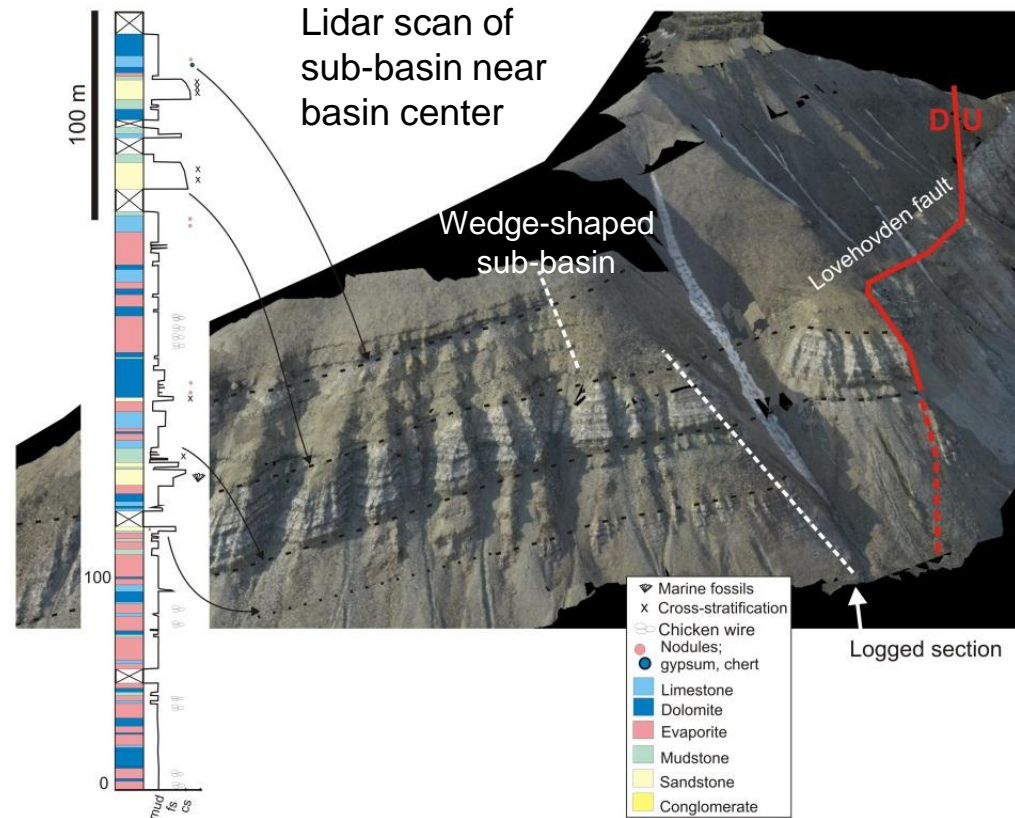 Lidar scan of
sub-basin near
basin center
100 m
D U
Lovehovden fault
Wedge-shaped
sub-basin
100
0
mud
fs
cs
Marine fossils
x Cross-stratification
Chicken wire
Nodules;
gypsum, chert
Limestone
Dolomite
Evaporite
Mudstone
Sandstone
Conglomerate
Logged section